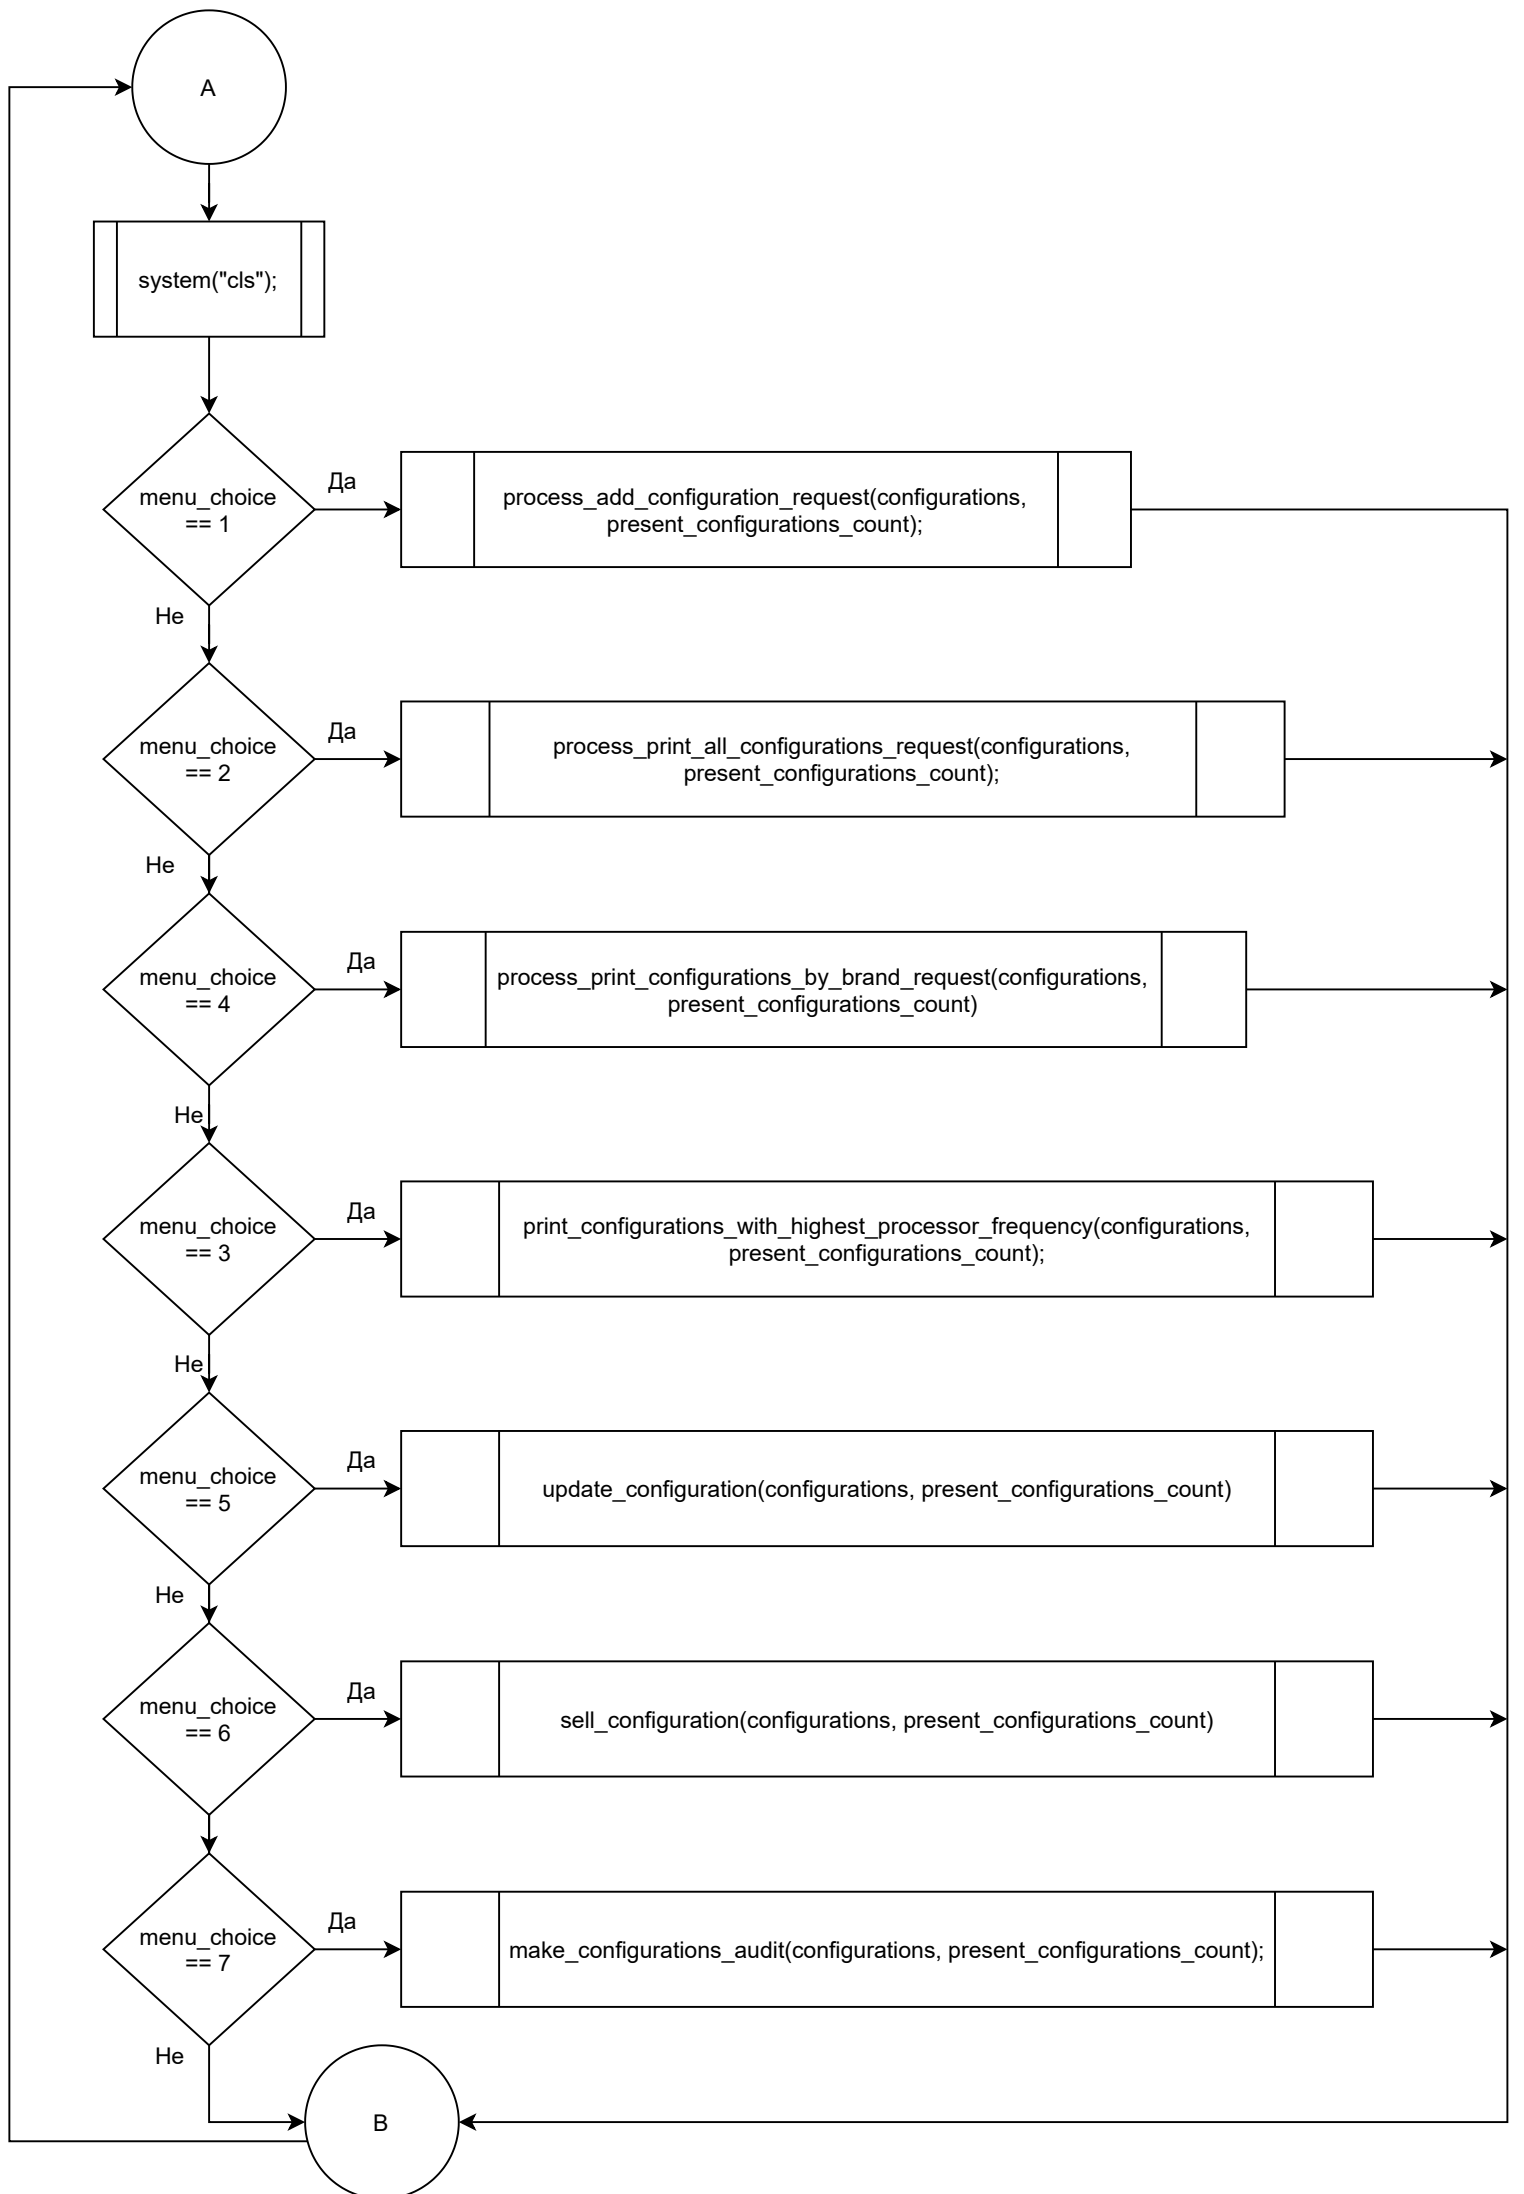 A
system("cls");
menu_choice
== 1
Да
process_add_configuration_request(configurations,
present_configurations_count);
Не
menu_choice
== 2
Да
process_print_all_configurations_request(configurations,
present_configurations_count);
Не
menu_choice
== 4
Да
process_print_configurations_by_brand_request(configurations,
present_configurations_count)
Не
menu_choice
== 3
Да
print_configurations_with_highest_processor_frequency(configurations,
present_configurations_count);
Не
menu_choice
== 5
Да
update_configuration(configurations, present_configurations_count)
Не
menu_choice
== 6
Да
sell_configuration(configurations, present_configurations_count)
menu_choice
== 7
Да
make_configurations_audit(configurations, present_configurations_count);
Не
B